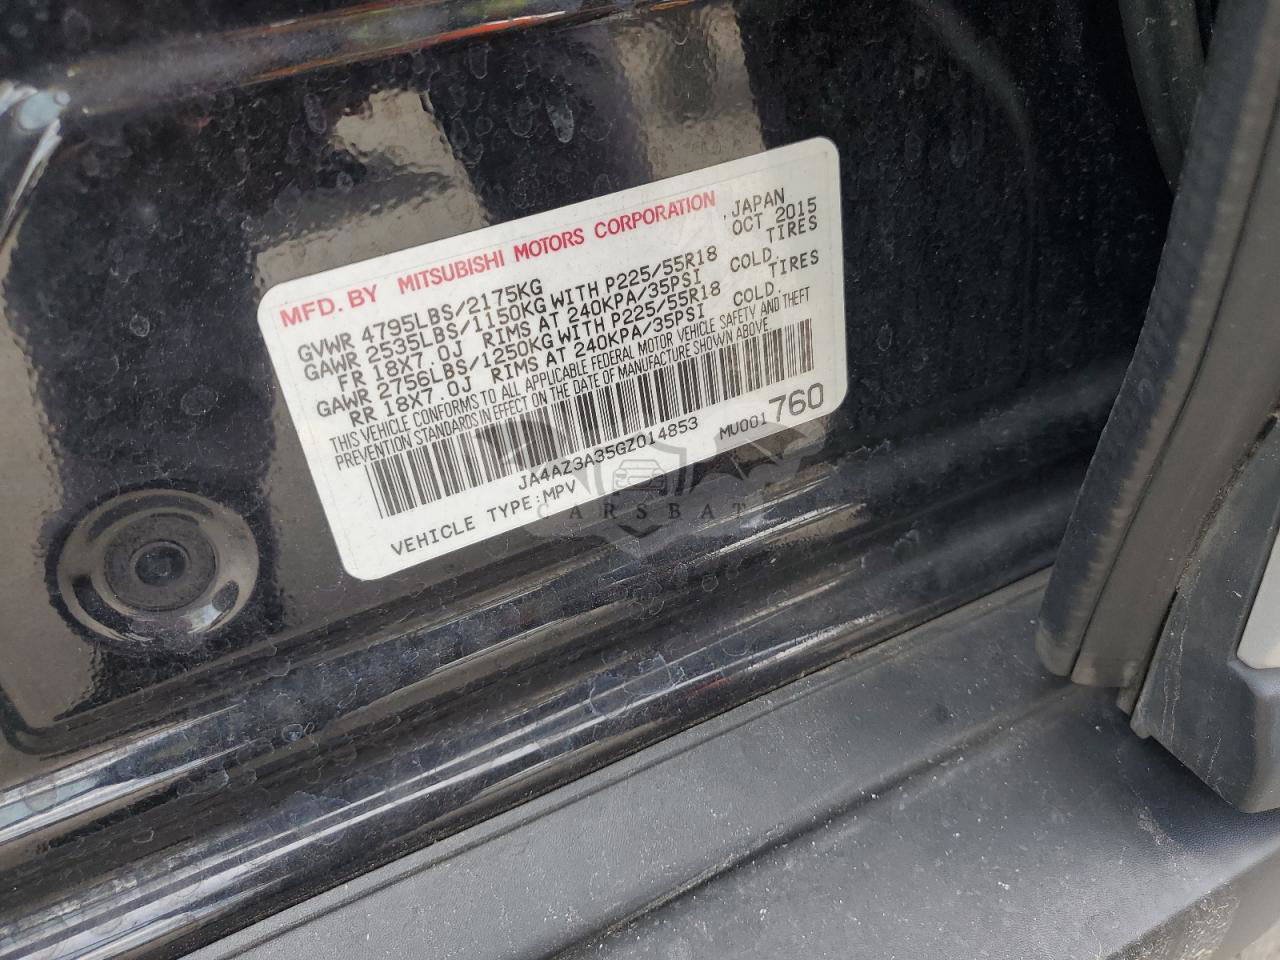 MFD. BY MITSUBISHI MOTORS CORPORATION , JAPAN
OCT 2015
GVWR 4795LBS/2175KG
GAWR 2535LBS/1150KG WITH P225/55R18 TIRES
FR 18X7.0J RIMS AT 240KPA/35PSI COLD.
GAWR 2756LBS/1250KG WITH P225/55R18 TIRES
RR 18X7.0J RIMS AT 240KPA/35PSI COLD.
THIS VEHICLE CONFORMS TO ALL APPLICABLE FEDERAL MOTOR VEHICLE SAFETY AND THEFT
PREVENTION STANDARDS IN EFFECT ON THE DATE OF MANUFACTURE SHOWN ABOVE.
JA4AZ3A35GZ014853 MU001 760
VEHICLE TYPE:MPV
CARSBAT